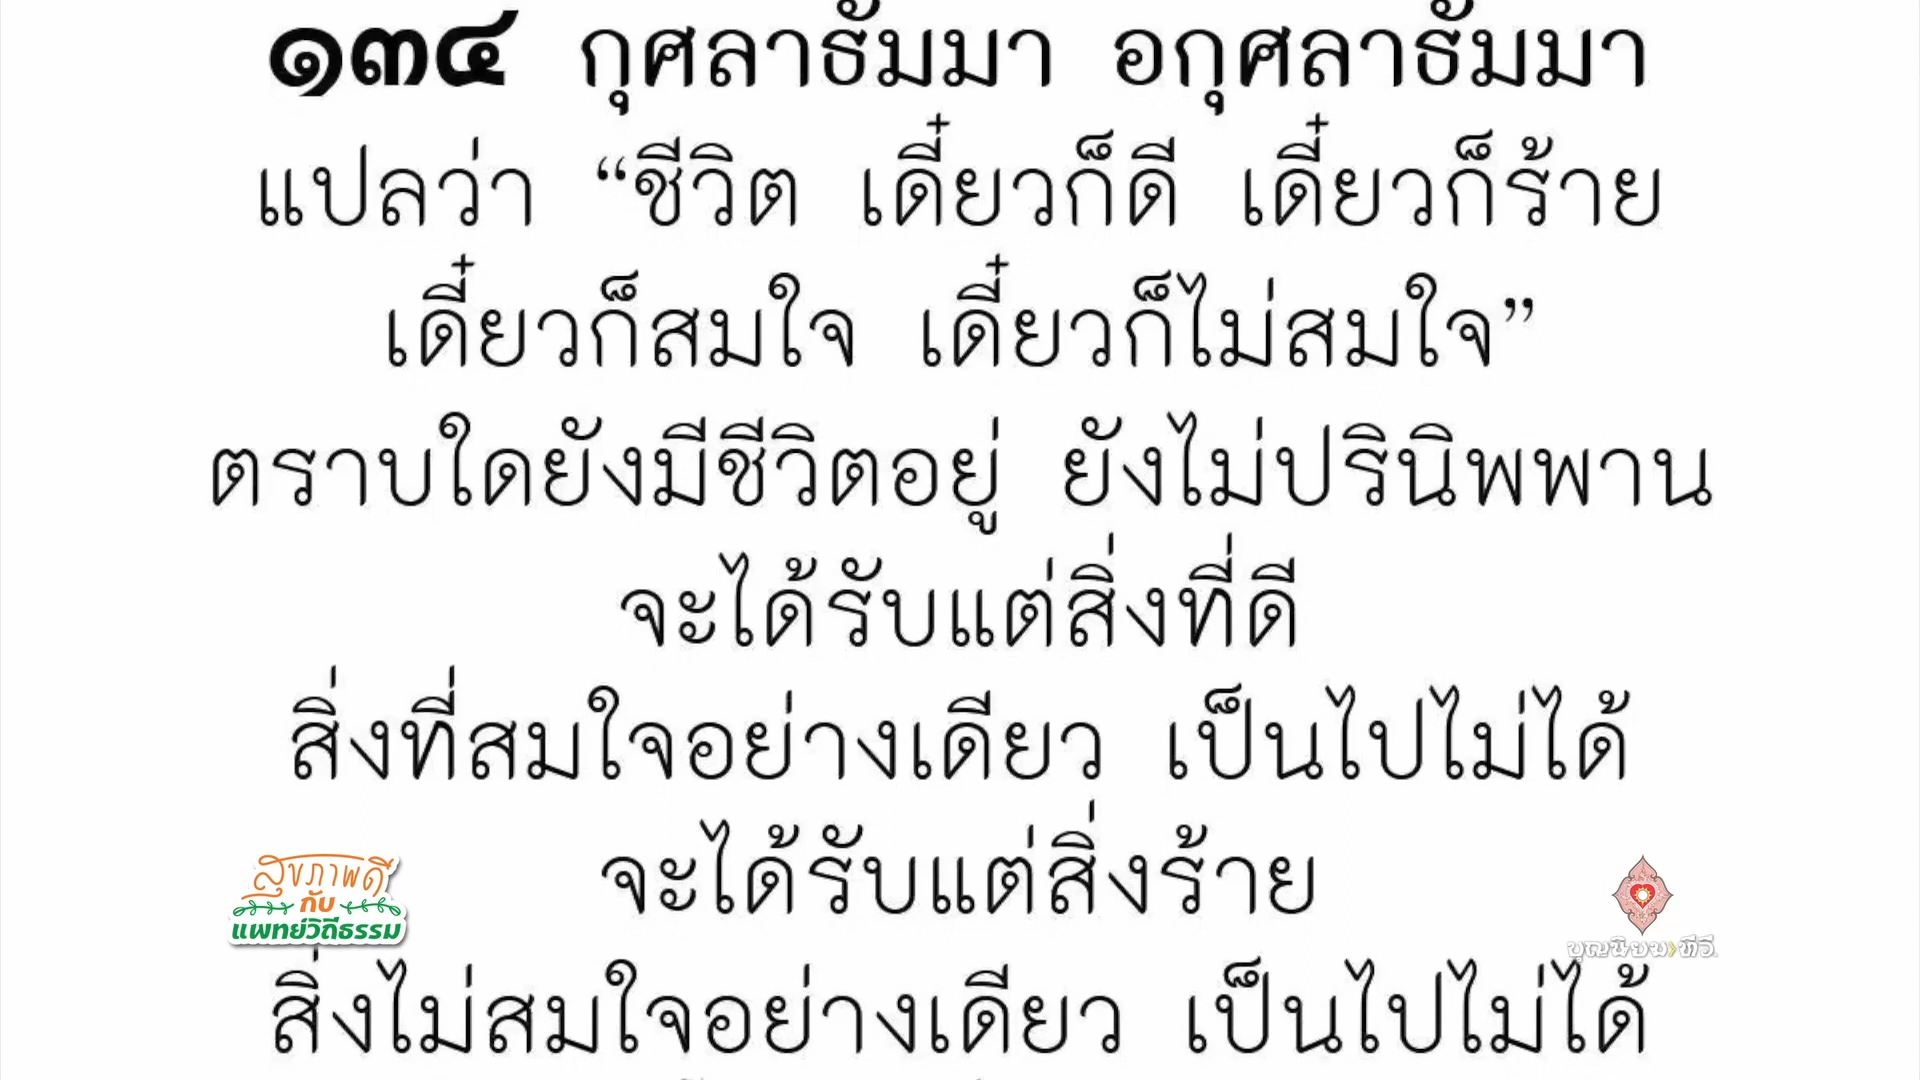 ๑๓๔ กุศลาธัมมา อกุศลาธัมมา
แปลว่า “ชีวิต เดี๋ยวก็ดี เดี๋ยวก็ร้าย
เดี๋ยวก็สมใจ เดี๋ยวก็ไม่สมใจ”
ตราบใดยังมีชีวิตอยู่ ยังไม่ปรินิพพาน
จะได้รับแต่สิ่งที่ดี
สิ่งที่สมใจอย่างเดียว เป็นไปไม่ได้
จะได้รับแต่สิ่งร้าย
สิ่งไม่สมใจอย่างเดียว เป็นไปไม่ได้
สุขภาพดี
กับ
แพทย์วิถีธรรม
บุญนิยมทีวี